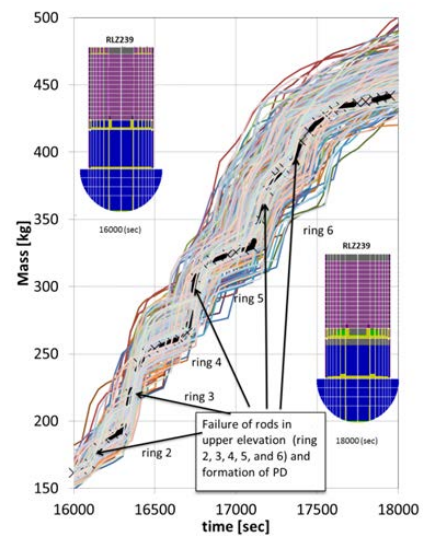 500
450
400
350
300
250
200
150
Mass [kg]
RLZ239
16000 (sec)
ring 6
ring 5
ring 4
ring 3
ring 2
RLZ239
18000 (sec)
Failure of rods in
upper elevation (ring
2, 3, 4, 5, and 6) and
formation of PD
16000 16500 17000 17500 18000
time [sec]